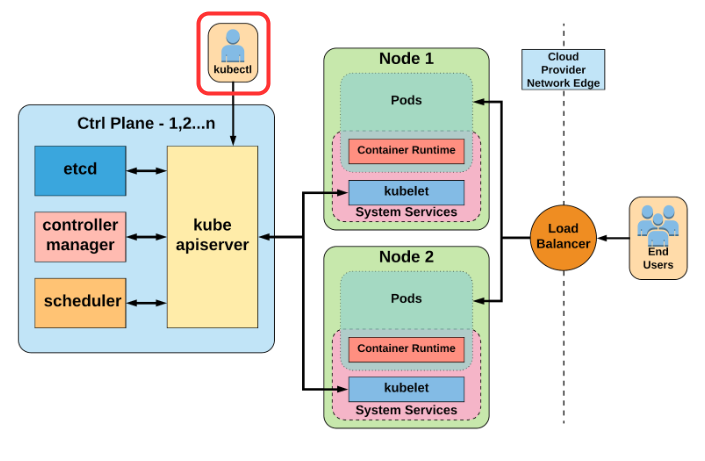 kubectl
Ctrl Plane - 1,2...n
etcd
controller
manager
scheduler
kube
apiserver
Node 1
Pods
Container Runtime
kubelet
System Services
Node 2
Pods
Container Runtime
kubelet
System Services
Cloud
Provider
Network Edge
Load
Balancer
End
Users